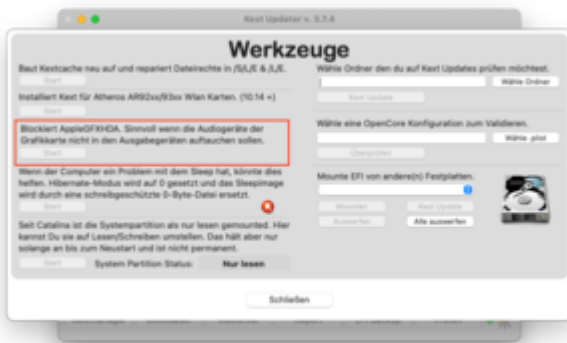 Kext Updater v. 3.7.6
Werkzeuge
Baut Kextcache neu auf und repariert Dateirechte in /S/L/E & /L/E.
Start
Installiert Kext für Atheros AR92xx/93xx Wlan Karten. (10.14 +)
Start
Blockiert AppleGFXHDA. Sinnvoll wenn die Audiogeräte der
Grafikkarte nicht in den Ausgabegeräten auftauchen sollen.
Start
Wenn der Computer ein Problem mit dem Sleep hat, könnte dies
helfen. Hibernate-Modus wird auf 0 gesetzt und das Sleepimage
wird durch eine schreibgeschützte 0-Byte-Datei ersetzt.
Start
Seit Catalina ist die Systempartition als nur lesen gemounted. Hier
kannst Du sie auf Lesen/Schreiben umstellen. Das hält aber nur
solange an bis zum Neustart und ist nicht permanent.
Start System Partition Status: Nur lesen
Wähle Ordner den du auf Kext Updates prüfen möchtest.
Wähle Ordner
Kext Update
Wähle eine OpenCore Konfiguration zum Validieren.
Wähle .plist
Überprüfen
Mounte EFI von andere(n) Festplatten.
Mounten Kext Update
Auswerfen Alle auswerfen
Schließen